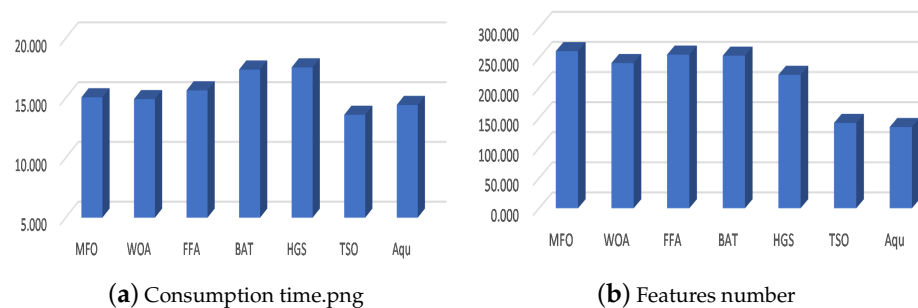 20.000
15.000
10.000
5.000
MFO WOA FFA BAT HGS TSO Aqu
(a) Consumption time.png
300.000
250.000
200.000
150.000
100.000
50.000
0.000
MFO WOA FFA BAT HGS TSO Aqu
(b) Features number